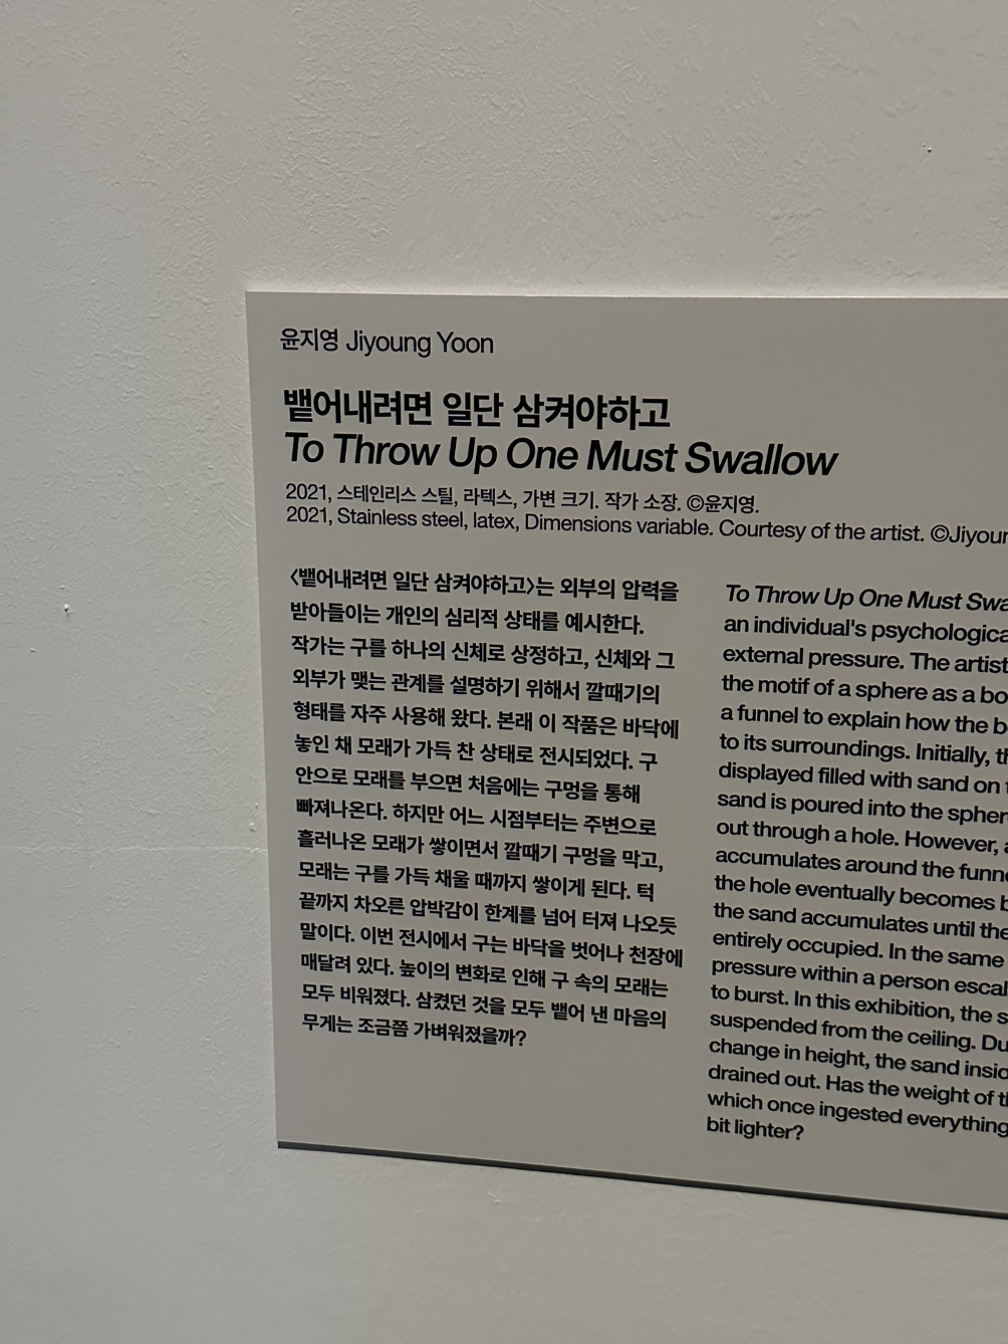 윤지영 Jiyoung Yoon
뱉어내려면 일단 삼켜야하고
To Throw Up One Must Swallow
2021, 스테인리스 스틸, 라텍스, 가변 크기. 작가 소장. ©윤지영.
2021, Stainless steel, latex, Dimensions variable. Courtesy of the artist.
〈뱉어내려면 일단 삼켜야하고〉는 외부의 압력을
받아들이는 개인의 심리적 상태를 예시한다.
작가는 구를 하나의 신체로 상정하고, 신체와 그
외부가 맺는 관계를 설명하기 위해서 깔때기의
형태를 자주 사용해 왔다. 본래 이 작품은 바닥에
놓인 채 모래가 가득 찬 상태로 전시되었다. 구
안으로 모래를 부으면 처음에는 구멍을 통해
빠져나온다. 하지만 어느 시점부터는 주변으로
흘러나온 모래가 쌓이면서 깔때기 구멍을 막고,
모래는 구를 가득 채울 때까지 쌓이게 된다. 턱
끝까지 차오른 압박감이 한계를 넘어 터져 나오듯
말이다. 이번 전시에서 구는 바닥을 벗어나 천장에
매달려 있다. 높이의 변화로 인해 구 속의 모래는
모두 비워졌다. 삼켰던 것을 모두 뱉어 낸 마음의
무게는 조금쯤 가벼워졌을까?
To Throw Up One Must
an individual's
external pressure. The artist
the motif of a sphere as a
a funnel to explain how the
to its surroundings. Initially,
displayed filled with sand on
sand is poured into the
out through a hole. However,
accumulates around the
the hole eventually becomes
the sand accumulates until the
entirely occupied. In the same
pressure within a person
to burst. In this exhibition, the
suspended from the ceiling.
change in height, the sand
drained out. Has the weight of
which once ingested everything
bit lighter?